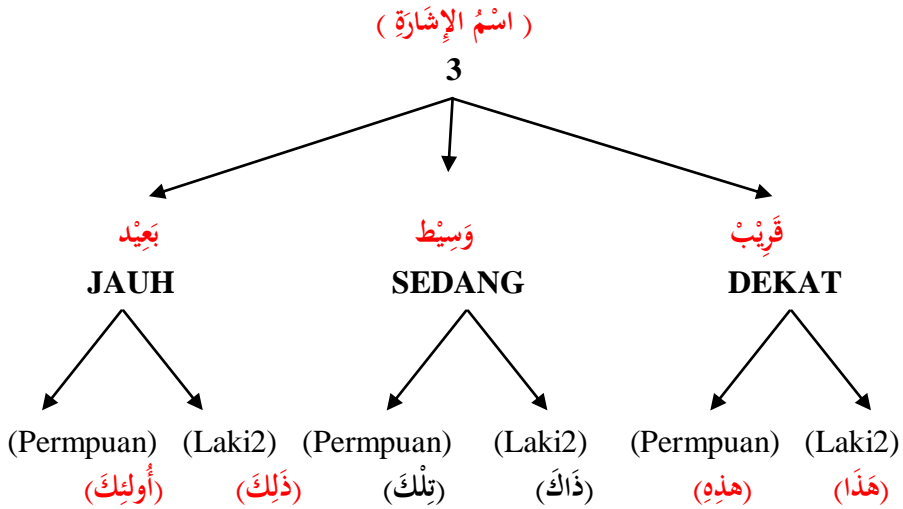 ( اسْمُ الإِشَارَةِ )
3
بَعِيْد وَسِيْط قَرِيْبْ
JAUH SEDANG DEKAT
(Permpuan) (Laki2) (Permpuan) (Laki2) (Permpuan) (Laki2)
(أُولئِكَ) (ذَلِكَ) (تِلْكَ) (ذَاكَ) (هذِهِ) (هَذَا)